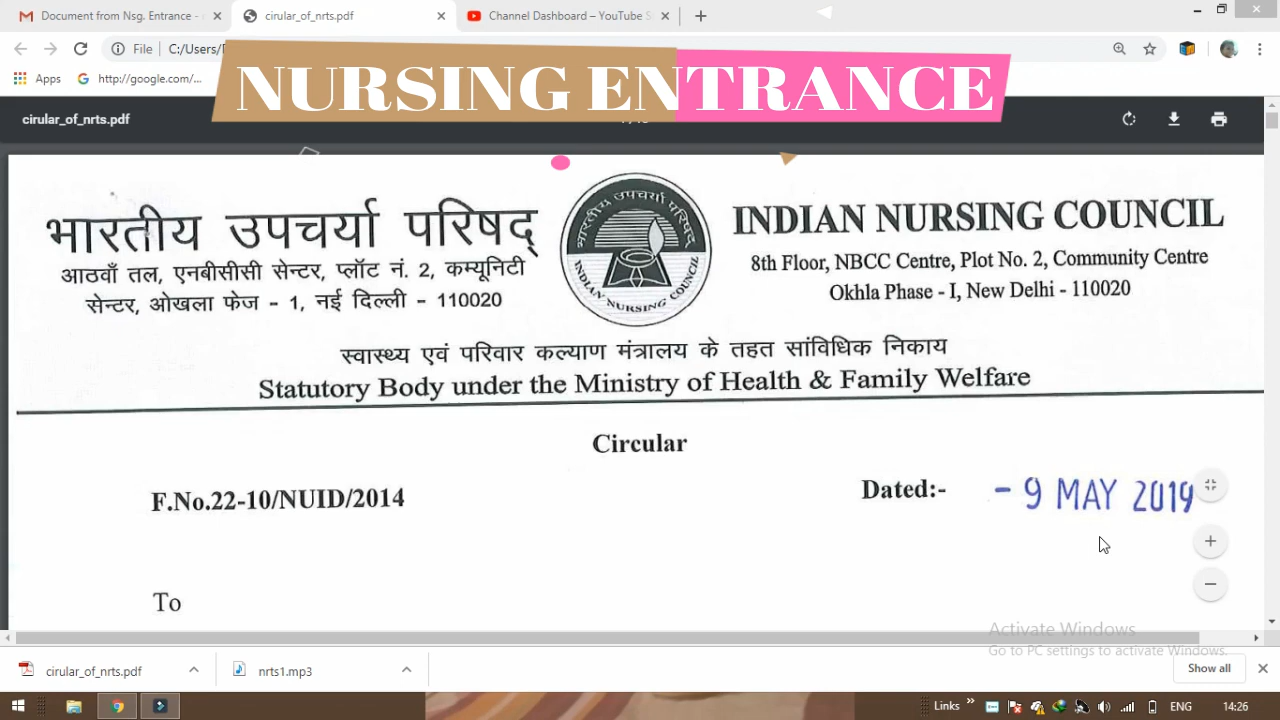 Document from Nsg. Entrance -
cirular_of_nrts.pdf
Channel Dashboard – YouTube S
File
C:/Users/
Apps
http://google.com/...
NURSING ENTRANCE
cirular_of_nrts.pdf
भारतीय उपचर्या परिषद्
आठवाँ तल, एनबीसीसी सेन्टर, प्लॉट नं. 2, कम्यूनिटी
सेन्टर, ओखला फेज - 1, नई दिल्ली - 110020
भारतीय उपचर्या परिषद्
INDIAN NURSING COUNCIL
INDIAN NURSING COUNCIL
8th Floor, NBCC Centre, Plot No. 2, Community Centre
Okhla Phase - I, New Delhi - 110020
स्वास्थ्य एवं परिवार कल्याण मंत्रालय के तहत सांविधिक निकाय
Statutory Body under the Ministry of Health & Family Welfare
Circular
F.No.22-10/NUID/2014
Dated:- - 9 MAY 2019
To
Activate Windows
Go to PC settings to activate Windows.
cirular_of_nrts.pdf
nrts1.mp3
Show all
Links
ENG
14:26